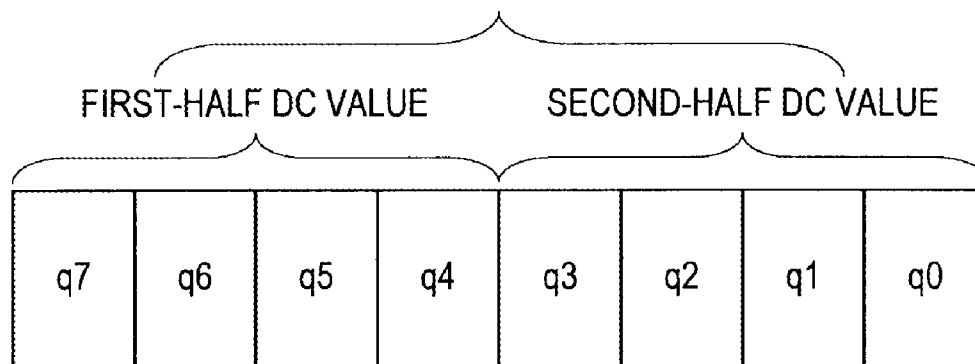 FIRST-HALF DC VALUE SECOND-HALF DC VALUE
q7 q6 q5 q4 q3 q2 q1 q0